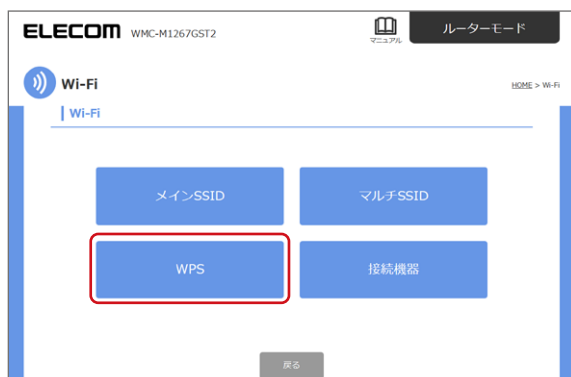 ELECOM WMC-M1267GST2 マニュアル ルーターモード
Wi-Fi HOME > Wi-Fi
Wi-Fi
メインSSID マルチSSID
WPS 接続機器
戻る